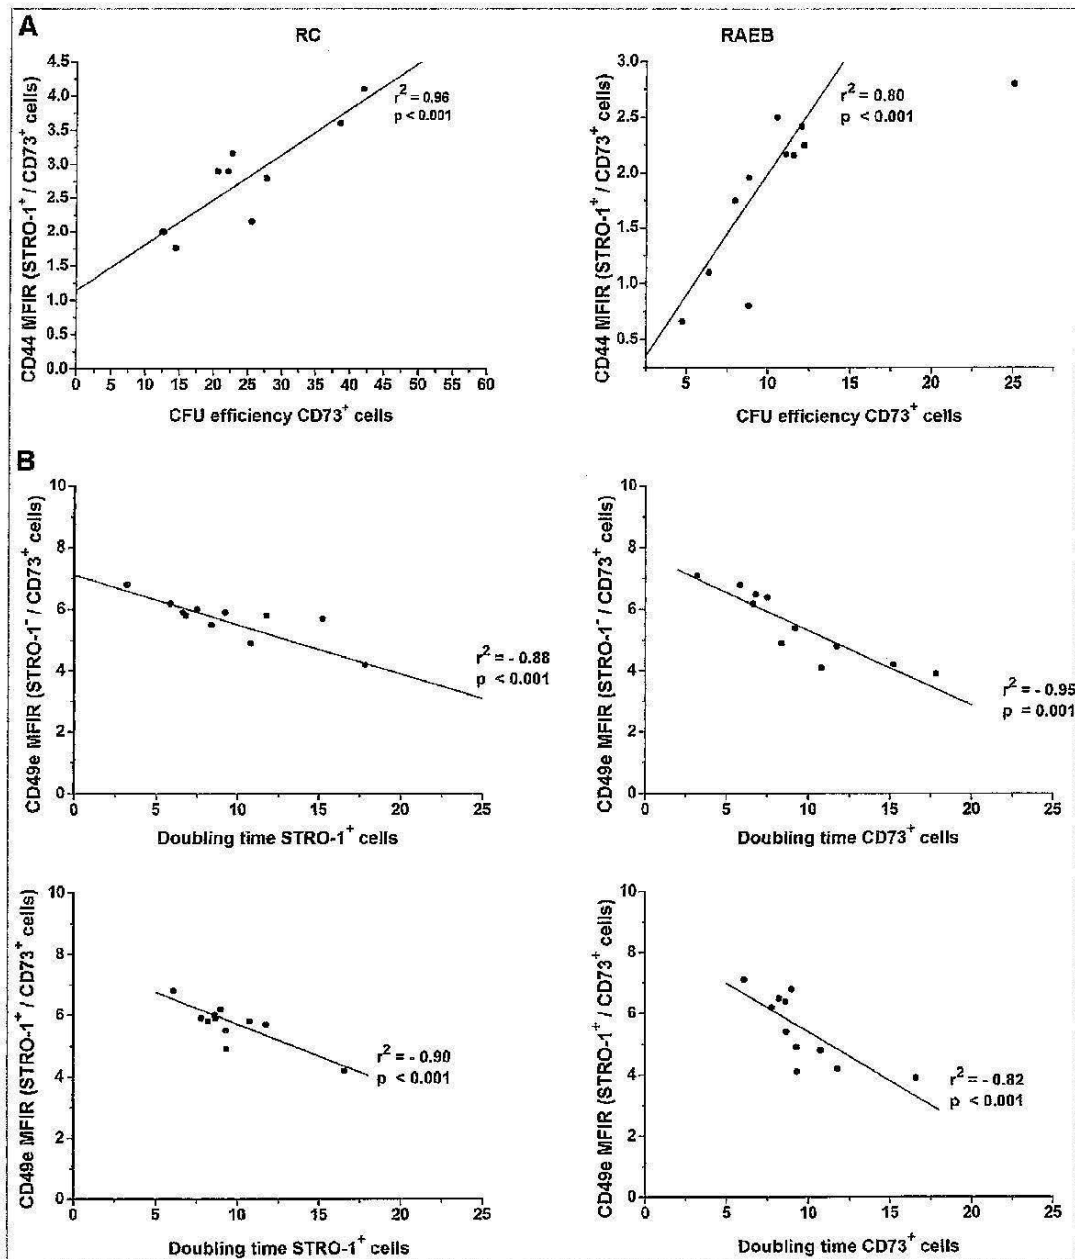 A
RC
RAEB
CD44 MFIR (STRO-1⁺ / CD73⁺ cells)
4.5
4.0
3.5
3.0
2.5
2.0
1.5
1.0
0.5
0.0
r² = 0.96
p < 0.001
0 5 10 15 20 25 30 35 40 45 50 55 60
CFU efficiency CD73⁺ cells
CD44 MFIR (STRO-1⁺ / CD73⁺ cells)
3.0
2.5
2.0
1.5
1.0
0.5
r² = 0.80
p < 0.001
5 10 15 20 25
CFU efficiency CD73⁺ cells
B
CD49e MFIR (STRO-1⁻ / CD73⁺ cells)
10
8
6
4
2
0
r² = - 0.88
p < 0.001
0 5 10 15 20 25
Doubling time STRO-1⁺ cells
CD49e MFIR (STRO-1⁻ / CD73⁺ cells)
10
8
6
4
2
0
r² = - 0.95
p = 0.001
0 5 10 15 20 25
Doubling time CD73⁺ cells
CD49e MFIR (STRO-1⁺ / CD73⁺ cells)
10
8
6
4
2
0
r² = - 0.90
p < 0.001
0 5 10 15 20 25
Doubling time STRO-1⁺ cells
CD49e MFIR (STRO-1⁺ / CD73⁺ cells)
10
8
6
4
2
0
r² = - 0.82
p < 0.001
0 5 10 15 20 25
Doubling time CD73⁺ cells